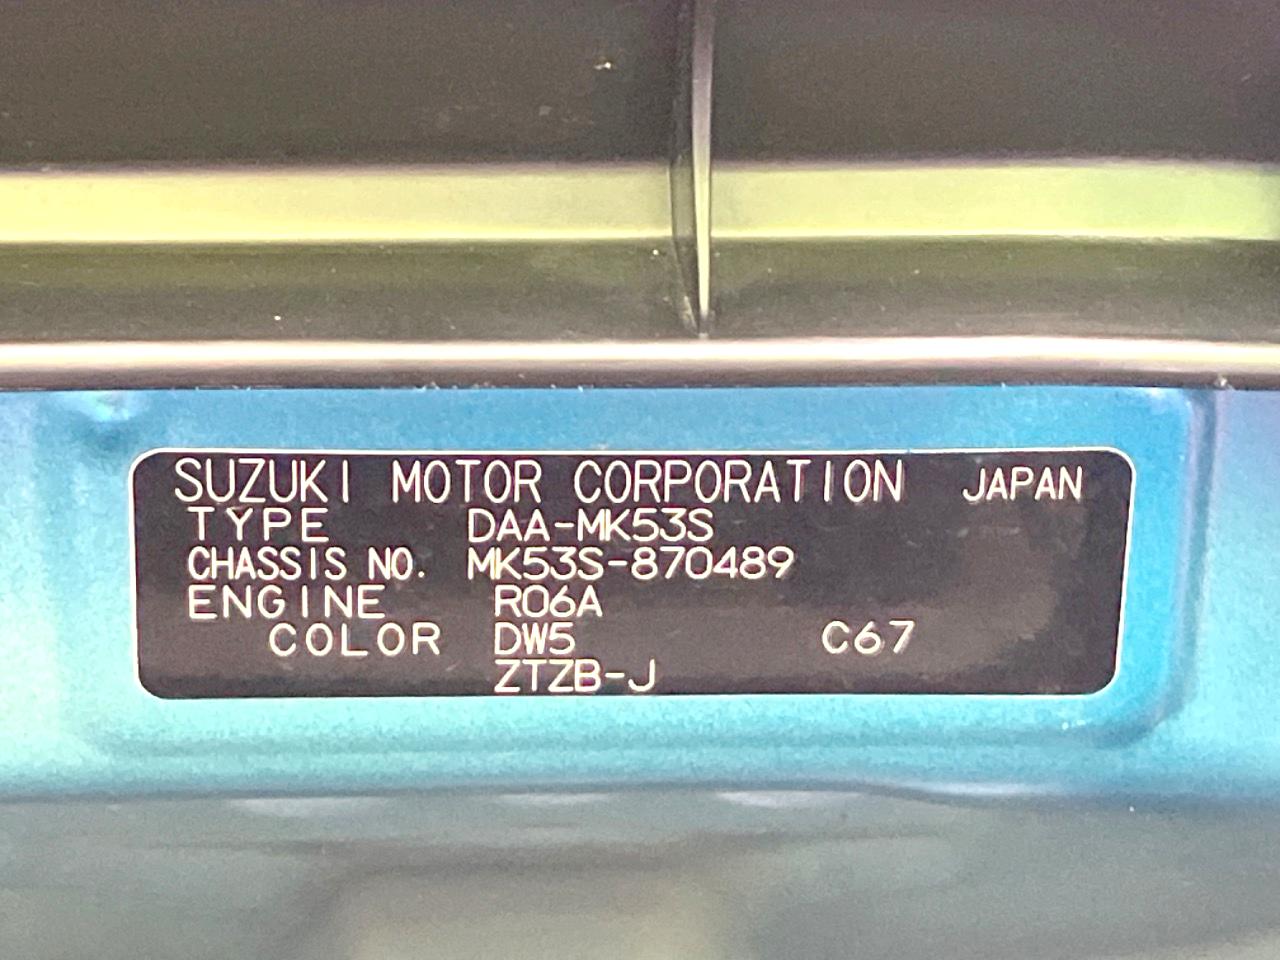 SUZUKI MOTOR CORPORATION JAPAN
TYPE DAA-MK53S
CHASSIS NO. MK53S-870489
ENGINE R06A
COLOR DW5 C67
ZTZB-J